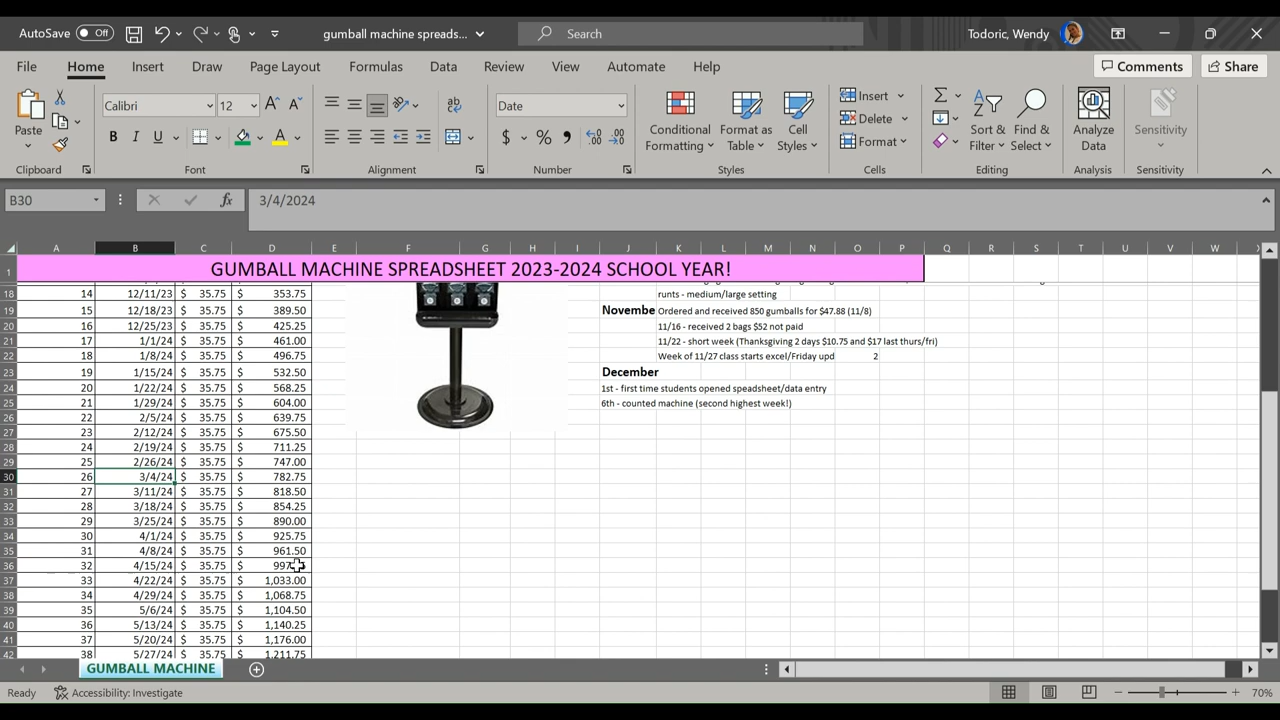 AutoSave Off gumball machine spreads... Search Todoric, Wendy
File Home Insert Draw Page Layout Formulas Data Review View Automate Help Comments Share
Paste Calibri 12 Date Conditional Formatting Format as Table Cell Styles Insert Delete Format Sort & Filter Find & Select Analyze Data Sensitivity
Clipboard Font Alignment Number Styles Cells Editing Analysis Sensitivity
B30 3/4/2024
A B C D E F G H I J K L M N O P Q R S T U V W
1 GUMBALL MACHINE SPREADSHEET 2023-2024 SCHOOL YEAR!
18 14 12/11/23 $ 35.75 $ 353.75 runts - medium/large setting
19 15 12/18/23 $ 35.75 $ 389.50 Novembe Ordered and received 850 gumballs for $47.88 (11/8)
20 16 12/25/23 $ 35.75 $ 425.25 11/16 - received 2 bags $52 not paid
21 17 1/1/24 $ 35.75 $ 461.00 11/22 - short week (Thanksgiving 2 days $10.75 and $17 last thurs/fri)
22 18 1/8/24 $ 35.75 $ 496.75 Week of 11/27 class starts excel/Friday upd 2
23 19 1/15/24 $ 35.75 $ 532.50 December
24 20 1/22/24 $ 35.75 $ 568.25 1st - first time students opened speadsheet/data entry
25 21 1/29/24 $ 35.75 $ 604.00 6th - counted machine (second highest week!)
26 22 2/5/24 $ 35.75 $ 639.75
27 23 2/12/24 $ 35.75 $ 675.50
28 24 2/19/24 $ 35.75 $ 711.25
29 25 2/26/24 $ 35.75 $ 747.00
30 26 3/4/24 $ 35.75 $ 782.75
31 27 3/11/24 $ 35.75 $ 818.50
32 28 3/18/24 $ 35.75 $ 854.25
33 29 3/25/24 $ 35.75 $ 890.00
34 30 4/1/24 $ 35.75 $ 925.75
35 31 4/8/24 $ 35.75 $ 961.50
36 32 4/15/24 $ 35.75 $
37 33 4/22/24 $ 35.75 $ 1,033.00
38 34 4/29/24 $ 35.75 $ 1,068.75
39 35 5/6/24 $ 35.75 $ 1,104.50
40 36 5/13/24 $ 35.75 $ 1,140.25
41 37 5/20/24 $ 35.75 $ 1,176.00
42 38 5/27/24 $ 35.75 $ 1,211.75
GUMBALL MACHINE
Ready Accessibility: Investigate 70%